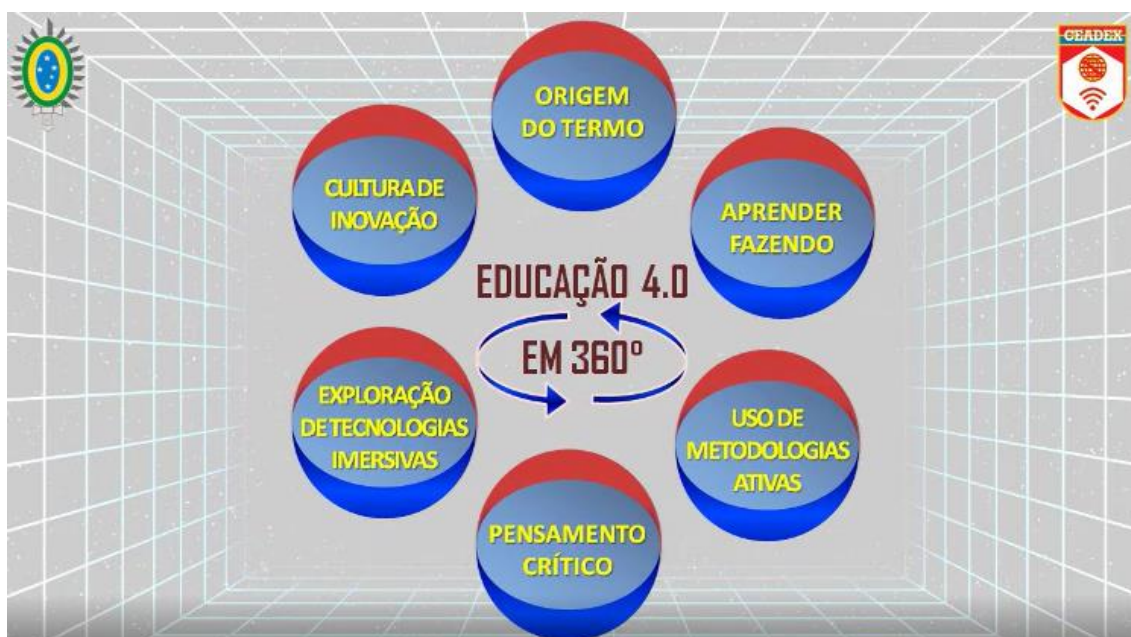 CEADEX
ORIGEM
DO TERMO
CULTURA DE
INOVAÇÃO
APRENDER
FAZENDO
EDUCAÇÃO 4.0
EM 360º
EXPLORAÇÃO
DE TECNOLOGIAS
IMERSIVAS
USO DE
METODOLOGIAS
ATIVAS
PENSAMENTO
CRÍTICO